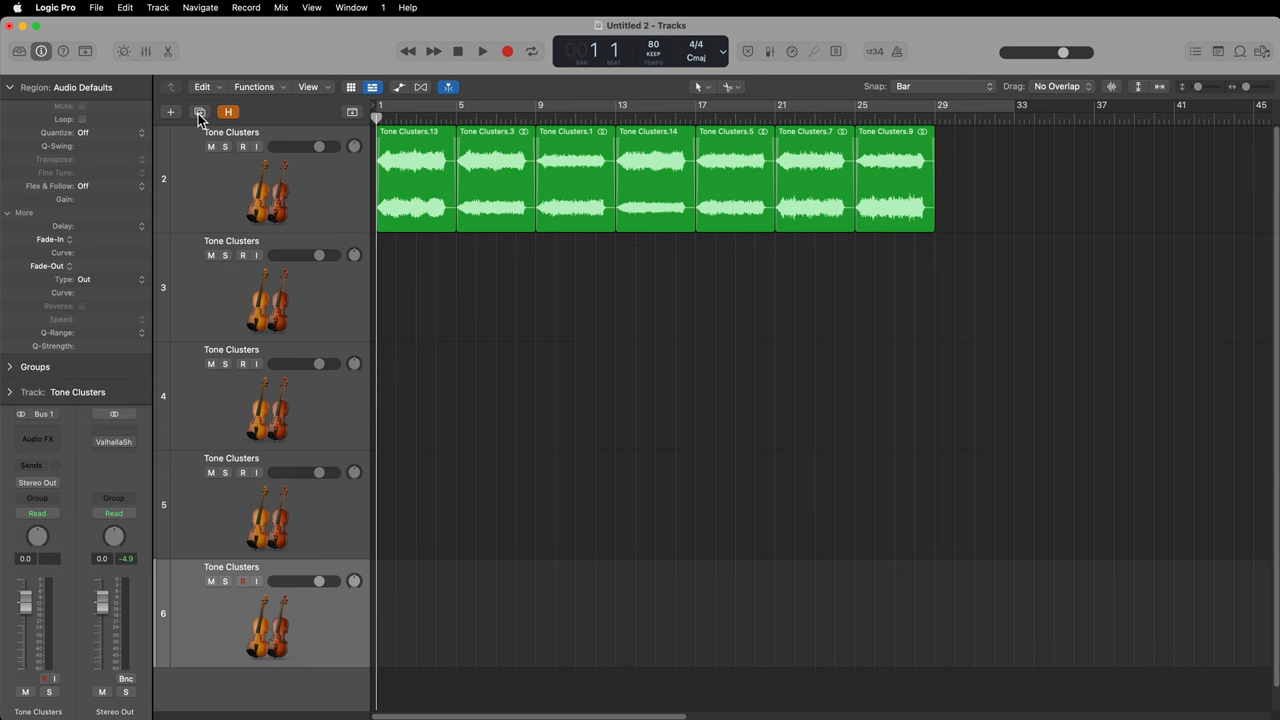 Logic Pro File Edit Track Navigate Record Mix View Window 1 Help
Untitled 2 - Tracks
001 1 80 4/4
BAR BEAT KEEP TEMPO Cmaj
1234
Region: Audio Defaults
Edit Functions View Snap: Bar Drag: No Overlap
Mute:
Loop:
Quantize: Off
Q-Swing:
Transpose:
Fine Tune:
Flex & Follow: Off
Gain:
More
Delay:
Fade-In
Curve:
Fade-Out
Type: Out
Curve:
Reverse:
Speed:
Q-Range:
Q-Strength:
Groups
Track: Tone Clusters
Bus 1
Audio FX ValhallaSh
Sends
Stereo Out
Group Group
Read Read
0.0 0.0 -4.9
R I Bnc
M S M S
Tone Clusters Stereo Out
H
1 5 9 13 17 21 25 29 33 37 41 45
Tone Clusters.13 Tone Clusters.3 Tone Clusters.1 Tone Clusters.14 Tone Clusters.5 Tone Clusters.7 Tone Clusters.9
Tone Clusters
M S R I
2
Tone Clusters
M S R I
3
Tone Clusters
M S R I
4
Tone Clusters
M S R I
5
Tone Clusters
M S R I
6